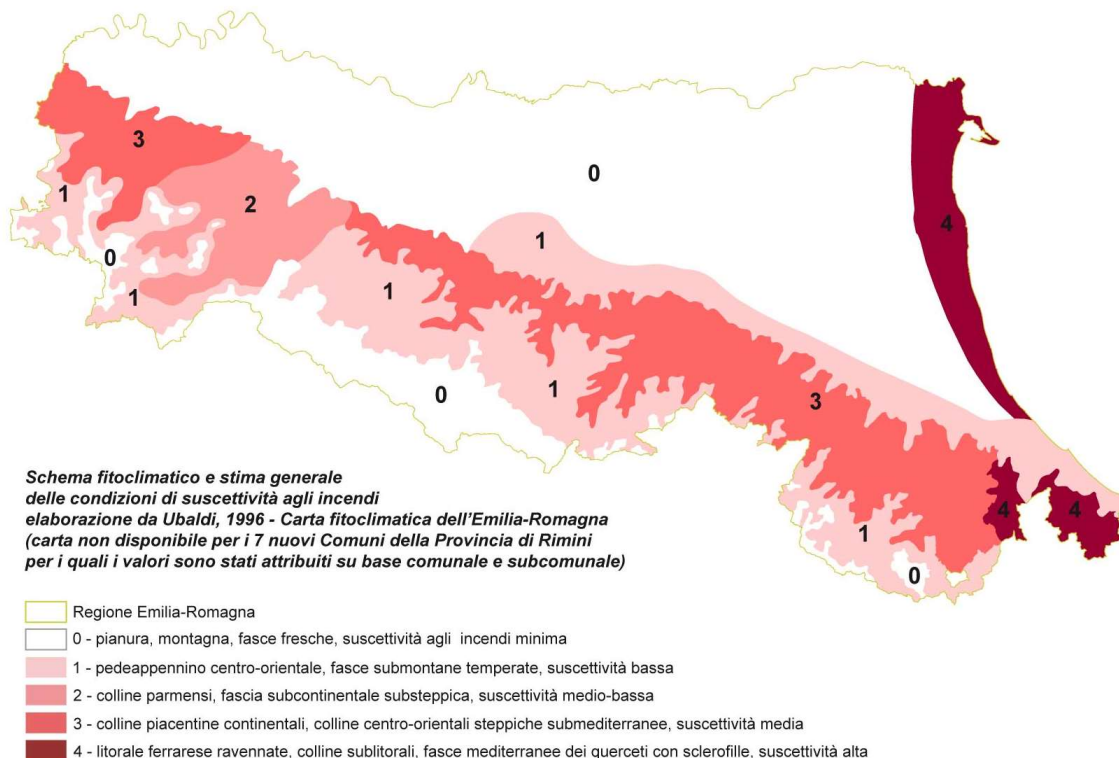 3
1
0
2
1
4
0
1
1
1
0
3
4
4
1
0
Schema fitoclimatico e stima generale
delle condizioni di suscettività agli incendi
elaborazione da Ubaldi, 1996 - Carta fitoclimatica dell'Emilia-Romagna
(carta non disponibile per i 7 nuovi Comuni della Provincia di Rimini
per i quali i valori sono stati attribuiti su base comunale e subcomunale)
Regione Emilia-Romagna
0 - pianura, montagna, fasce fresche, suscettività agli incendi minima
1 - pedeappennino centro-orientale, fasce submontane temperate, suscettività bassa
2 - colline parmensi, fascia subcontinentale substeppica, suscettività medio-bassa
3 - colline piacentine continentali, colline centro-orientali steppiche submediterranee, suscettività media
4 - litorale ferrarese ravennate, colline sublitorali, fasce mediterranee dei querceti con sclerofille, suscettività alta